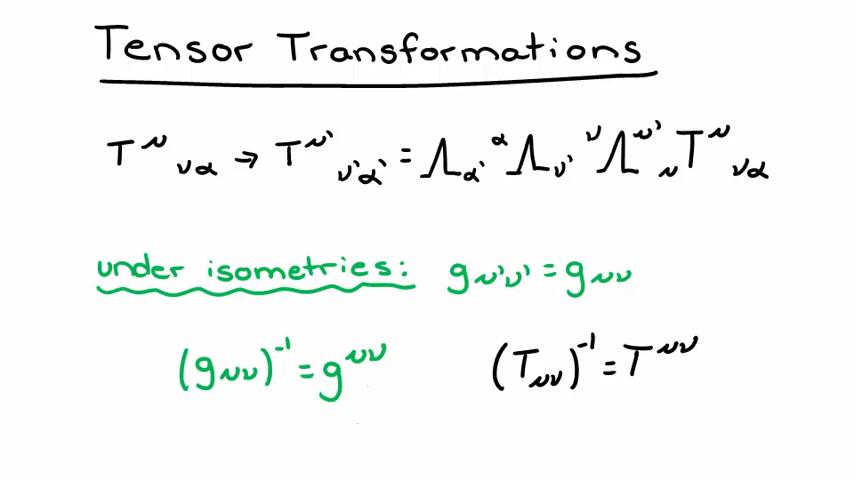 Tensor Transformations
T^μ_να → T^μ'_ν'α' = Λ_α'^α Λ_ν'^ν Λ^μ'_μ T^μ_να
under isometries: g_μ'ν' = g_μν
(g_μν)^-1 = g^μν (T_μν)^-1 = T^μν